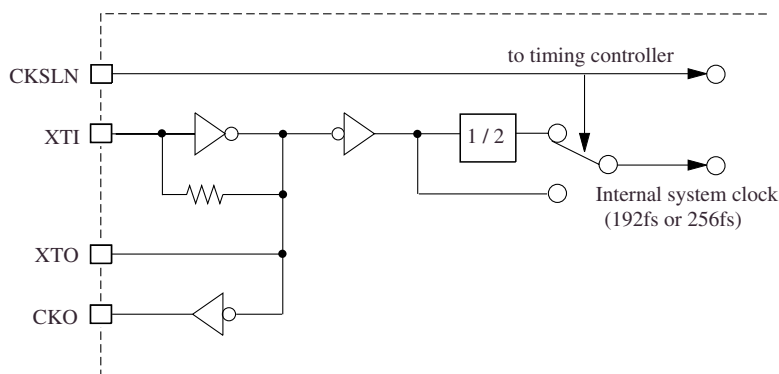 to timing controller
CKSLN
XTI
1 / 2
Internal system clock
(192fs or 256fs)
XTO
CKO